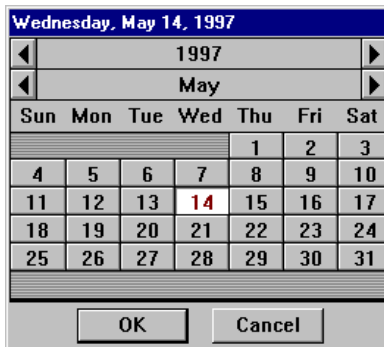 Wednesday, May 14, 1997
1997
May
Sun Mon Tue Wed Thu Fri Sat
1 2 3
4 5 6 7 8 9 10
11 12 13 14 15 16 17
18 19 20 21 22 23 24
25 26 27 28 29 30 31
OK Cancel